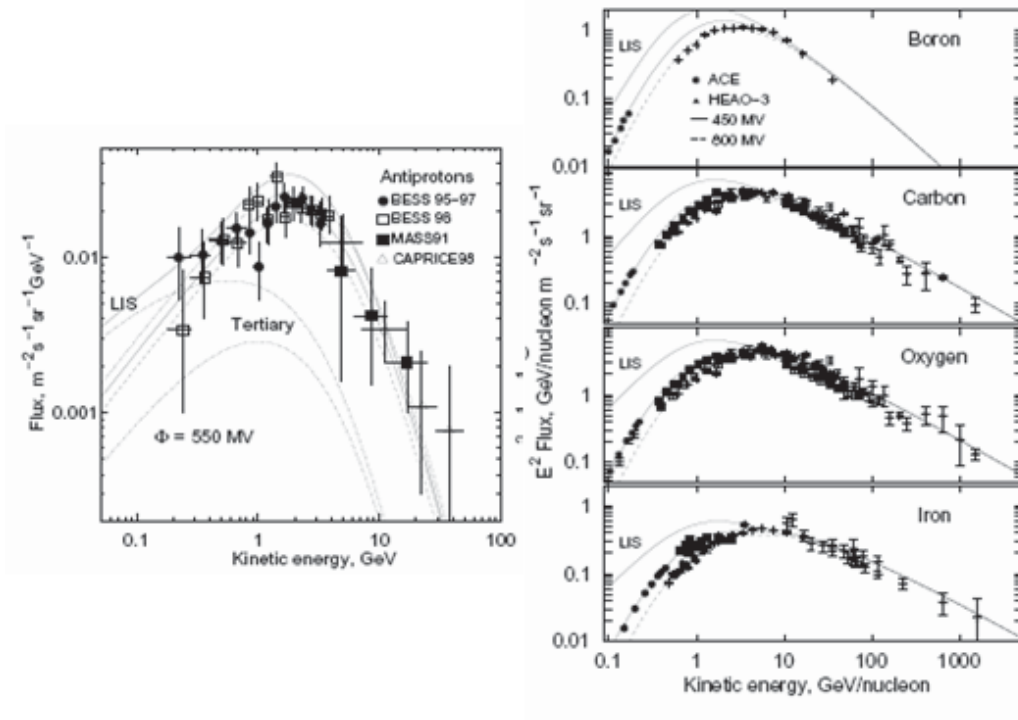 Antiprotons
BESS 95-97
BESS 98
MASS91
CAPRICE98
LIS
Tertiary
Φ = 550 MV
0.01
0.001
Flux, m⁻²s⁻¹sr⁻¹GeV⁻¹
0.1 1 10 100
Kinetic energy, GeV
Boron
LIS
ACE
HEAO-3
450 MV
800 MV
1
0.1
0.01
Carbon
LIS
1
0.1
Oxygen
LIS
1
0.1
Iron
LIS
1
0.1
0.01
E² Flux, GeV/nucleon m⁻²s⁻¹sr⁻¹
0.1 1 10 100 1000
Kinetic energy, GeV/nucleon